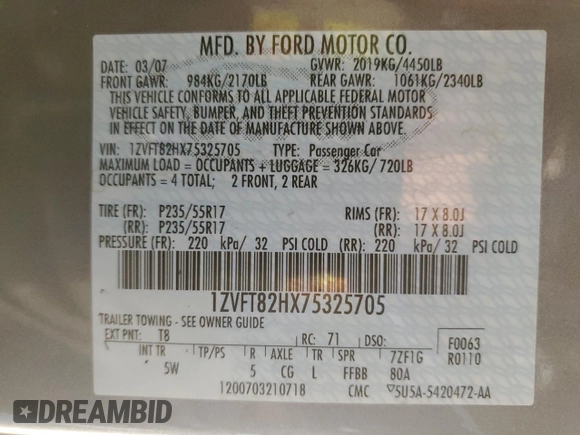 MFD. BY FORD MOTOR CO.
DATE: 03/07 GVWR: 2019KG/4450LB
FRONT GAWR: 984KG/2170LB REAR GAWR: 1061KG/2340LB
THIS VEHICLE CONFORMS TO ALL APPLICABLE FEDERAL MOTOR
VEHICLE SAFETY, BUMPER, AND THEFT PREVENTION STANDARDS
IN EFFECT ON THE DATE OF MANUFACTURE SHOWN ABOVE.
VIN: 1ZVFT82HX75325705 TYPE: Passenger Car
MAXIMUM LOAD = OCCUPANTS + LUGGAGE = 326KG/720LB
OCCUPANTS = 4 TOTAL; 2 FRONT, 2 REAR
TIRE (FR): P235/55R17 RIMS (FR): 17 X 8.0J
(RR): P235/55R17 (RR): 17 X 8.0J
PRESSURE (FR): 220 kPa/ 32 PSI COLD (RR): 220 kPa/ 32 PSI COLD
1ZVFT82HX75325705
TRAILER TOWING - SEE OWNER GUIDE
EXT PNT: T8 RC: 71 DSO: F0063
INT TR TP/PS R AXLE TR SPR 7ZF1G R0110
5W 5 CG L FFBB 80A
1200703210718 CMC ▽5U5A-5420472-AA
DREAMBID